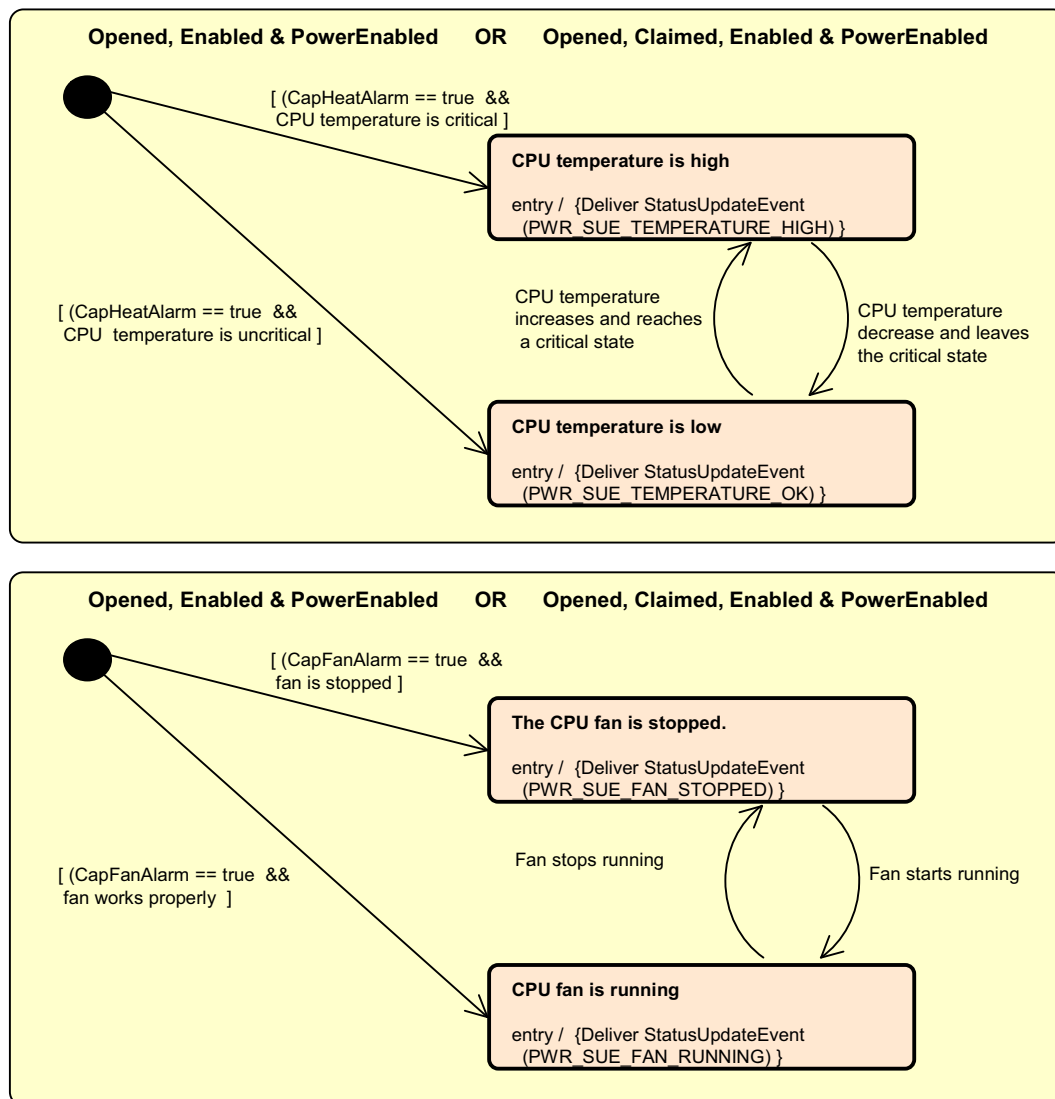 Opened, Enabled & PowerEnabled OR Opened, Claimed, Enabled & PowerEnabled
[ (CapHeatAlarm == true &&
CPU temperature is critical ]
CPU temperature is high
entry / {Deliver StatusUpdateEvent
(PWR_SUE_TEMPERATURE_HIGH) }
[ (CapHeatAlarm == true &&
CPU temperature is uncritical ]
CPU temperature
increases and reaches
a critical state
CPU temperature
decrease and leaves
the critical state
CPU temperature is low
entry / {Deliver StatusUpdateEvent
(PWR_SUE_TEMPERATURE_OK) }
Opened, Enabled & PowerEnabled OR Opened, Claimed, Enabled & PowerEnabled
[ (CapFanAlarm == true &&
fan is stopped ]
The CPU fan is stopped.
entry / {Deliver StatusUpdateEvent
(PWR_SUE_FAN_STOPPED) }
[ (CapFanAlarm == true &&
fan works properly ]
Fan stops running
Fan starts running
CPU fan is running
entry / {Deliver StatusUpdateEvent
(PWR_SUE_FAN_RUNNING) }